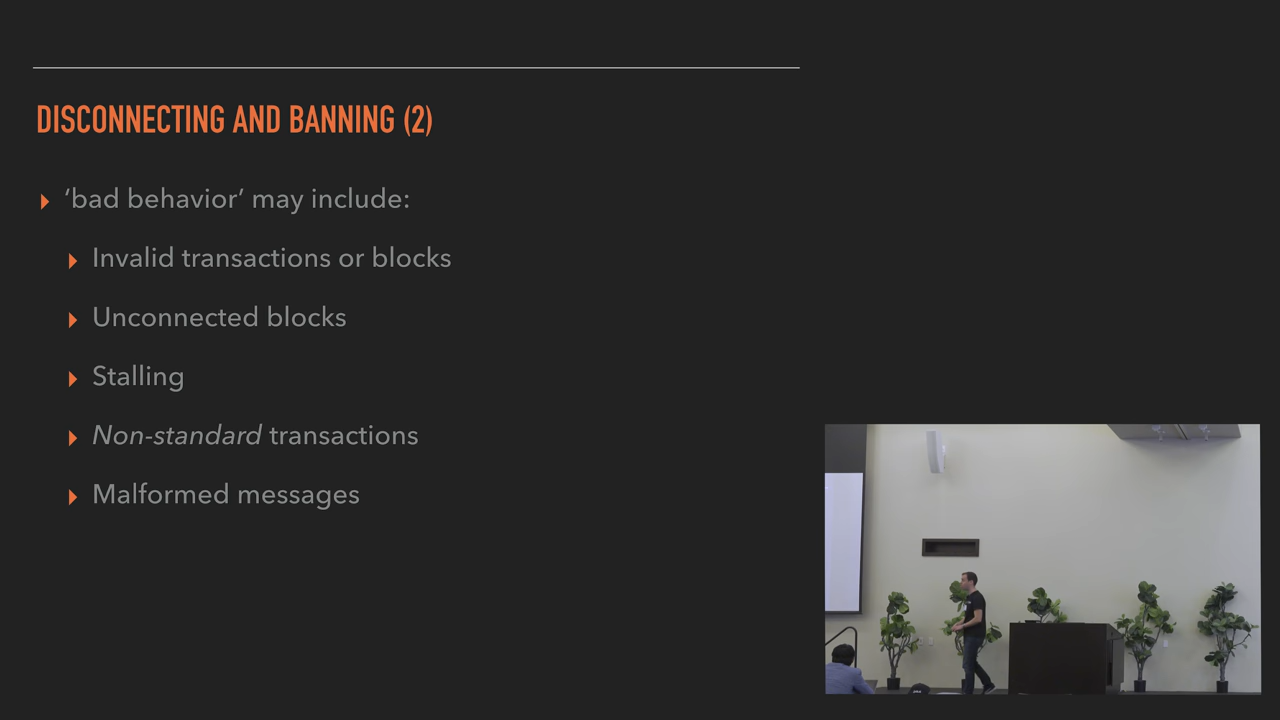 DISCONNECTING AND BANNING (2)
‘bad behavior’ may include:
Invalid transactions or blocks
Unconnected blocks
Stalling
Non-standard transactions
Malformed messages